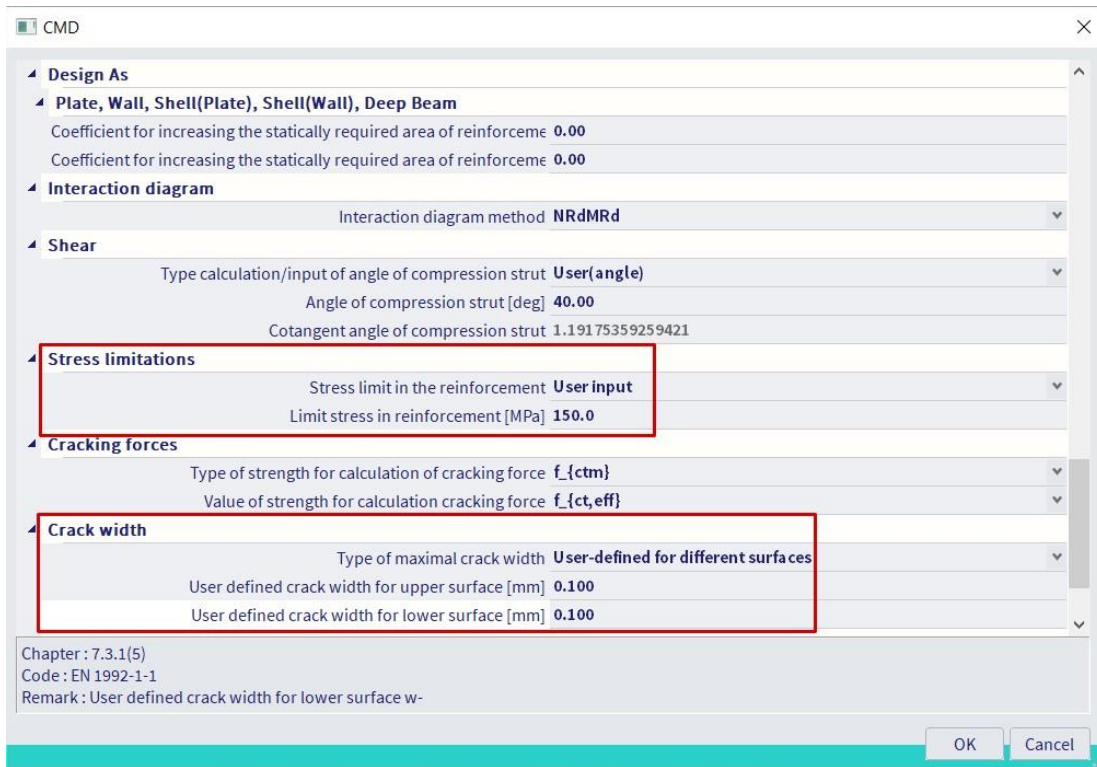 CMD
Design As
Plate, Wall, Shell(Plate), Shell(Wall), Deep Beam
Coefficient for increasing the statically required area of reinforceme 0.00
Coefficient for increasing the statically required area of reinforceme 0.00
Interaction diagram
Interaction diagram method NRdMRd
Shear
Type calculation/input of angle of compression strut User(angle)
Angle of compression strut [deg] 40.00
Cotangent angle of compression strut 1.19175359259421
Stress limitations
Stress limit in the reinforcement User input
Limit stress in reinforcement [MPa] 150.0
Cracking forces
Type of strength for calculation of cracking force f_{ctm}
Value of strength for calculation cracking force f_{ct,eff}
Crack width
Type of maximal crack width User-defined for different surfaces
User defined crack width for upper surface [mm] 0.100
User defined crack width for lower surface [mm] 0.100
Chapter : 7.3.1(5)
Code : EN 1992-1-1
Remark : User defined crack width for lower surface w-
OK Cancel